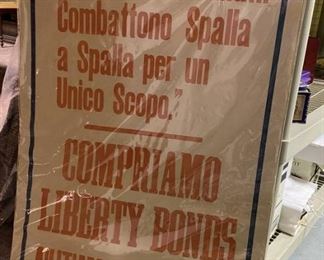 Combattono Spalla
a Spalla per un
Unico Scopo."
COMPRIAMO
LIBERTY BONDS